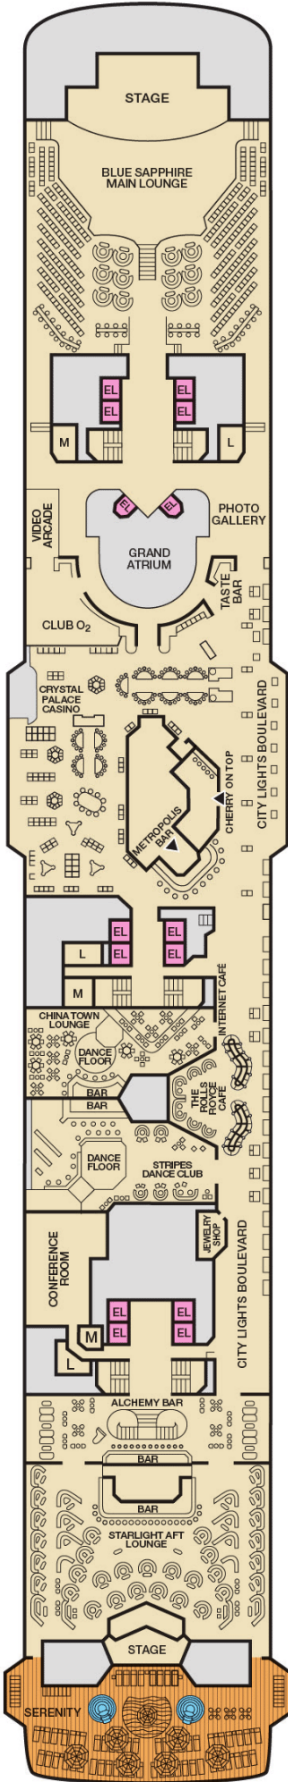 STAGE
BLUE SAPPHIRE
MAIN LOUNGE
EL
EL
EL
EL
M
L
EL
EL
VIDEO
ARCADE
PHOTO
GALLERY
GRAND
ATRIUM
TASTE
BAR
CLUB O2
CRYSTAL
PALACE
CASINO
CITY LIGHTS BOULEVARD
CHERRY ON TOP
METROPOLIS
BAR
EL
EL
EL
EL
L
M
INTERNET CAFÉ
CHINA TOWN
LOUNGE
DANCE
FLOOR
BAR
BAR
THE
ROLLS
ROYCE
CAFÉ
DANCE
FLOOR
STRIPES
DANCE CLUB
JEWELRY
SHOP
CONFERENCE
ROOM
CITY LIGHTS BOULEVARD
EL
EL
EL
EL
M
L
ALCHEMY BAR
BAR
BAR
STARLIGHT AFT
LOUNGE
STAGE
SERENITY